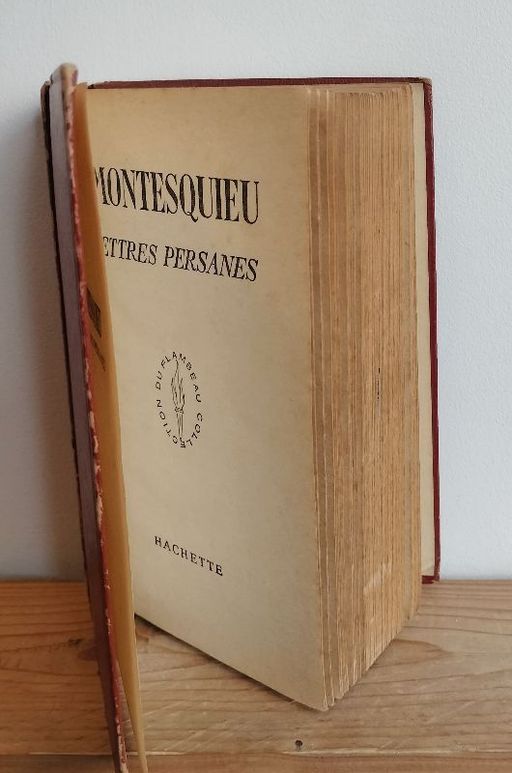 MONTESQUIEU
ETTRES PERSANES
COLLECTION DU FLAMBEAU
HACHETTE